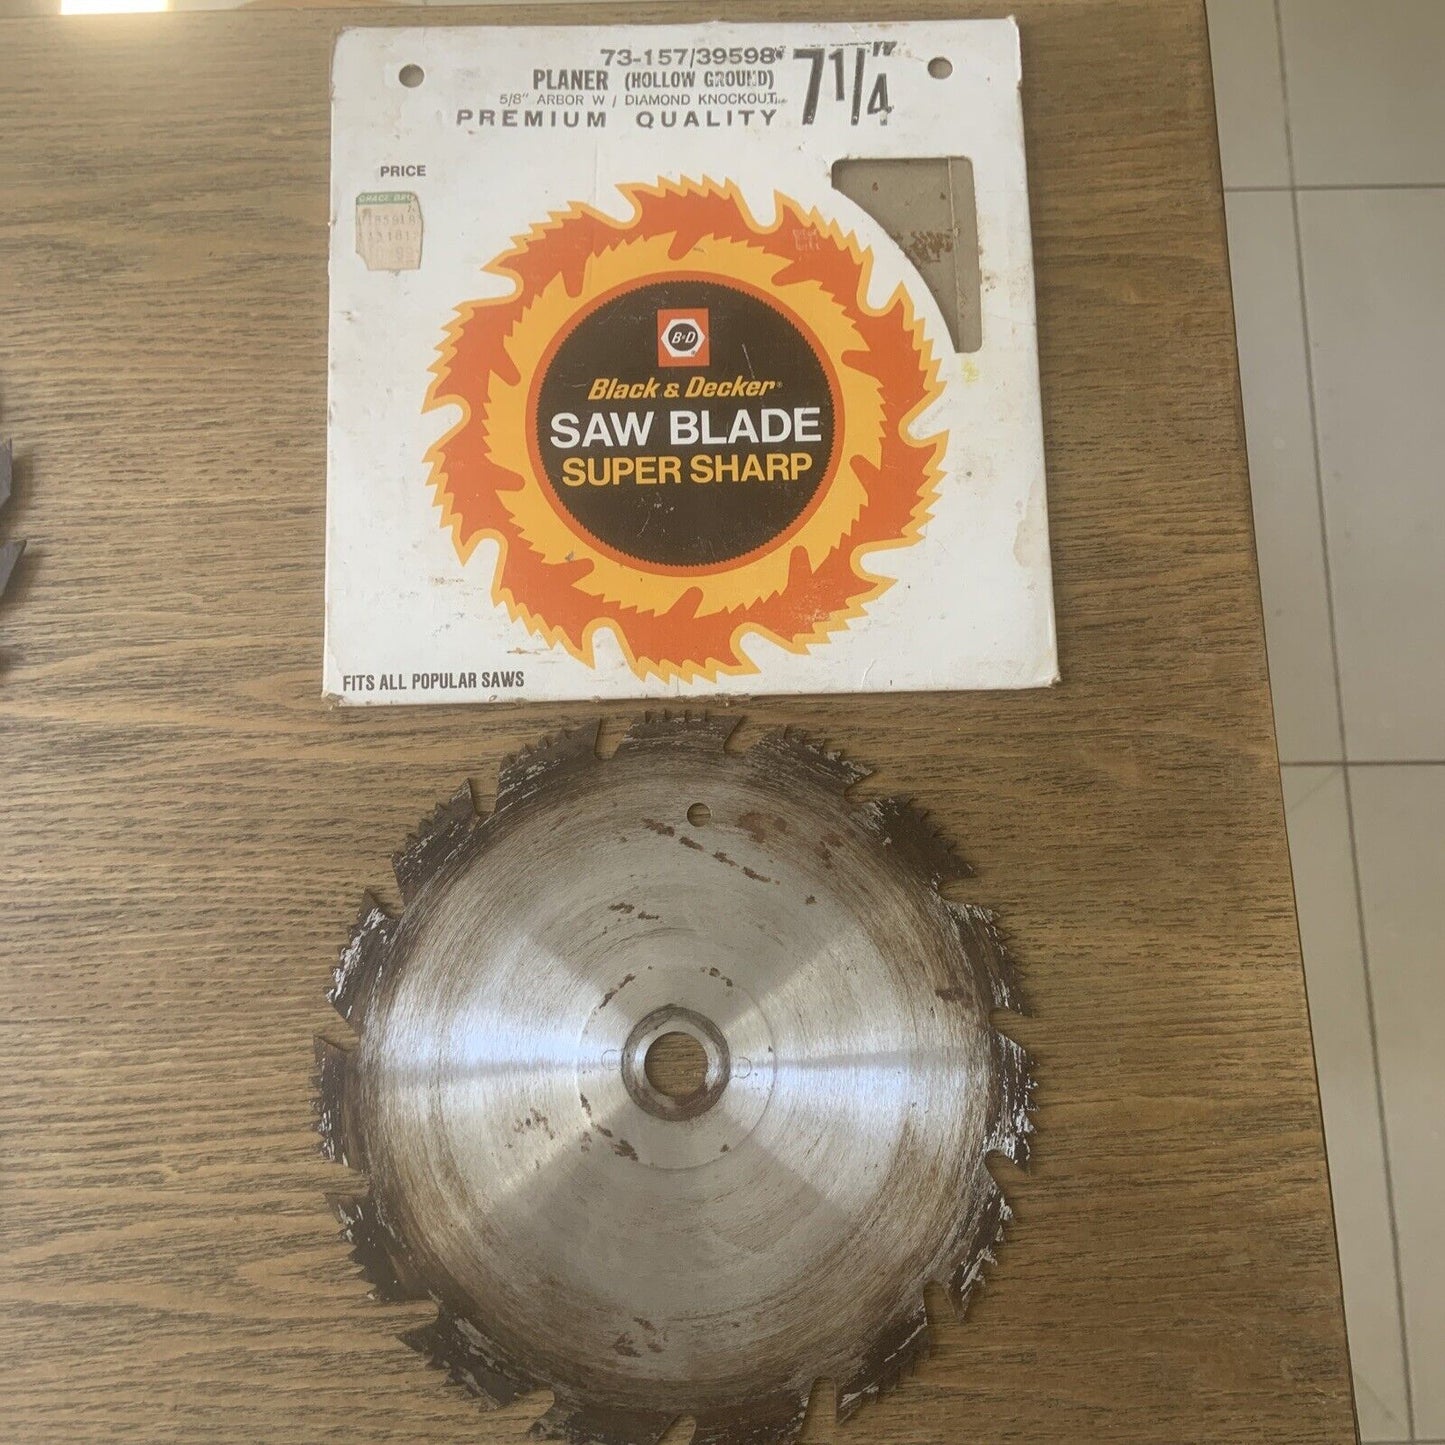 73-157/39598
PLANER (HOLLOW GROUND)
5/8" ARBOR W / DIAMOND KNOCKOUT
PREMIUM QUALITY
7 1/4"
PRICE
B&D
Black & Decker®
SAW BLADE
SUPER SHARP
FITS ALL POPULAR SAWS